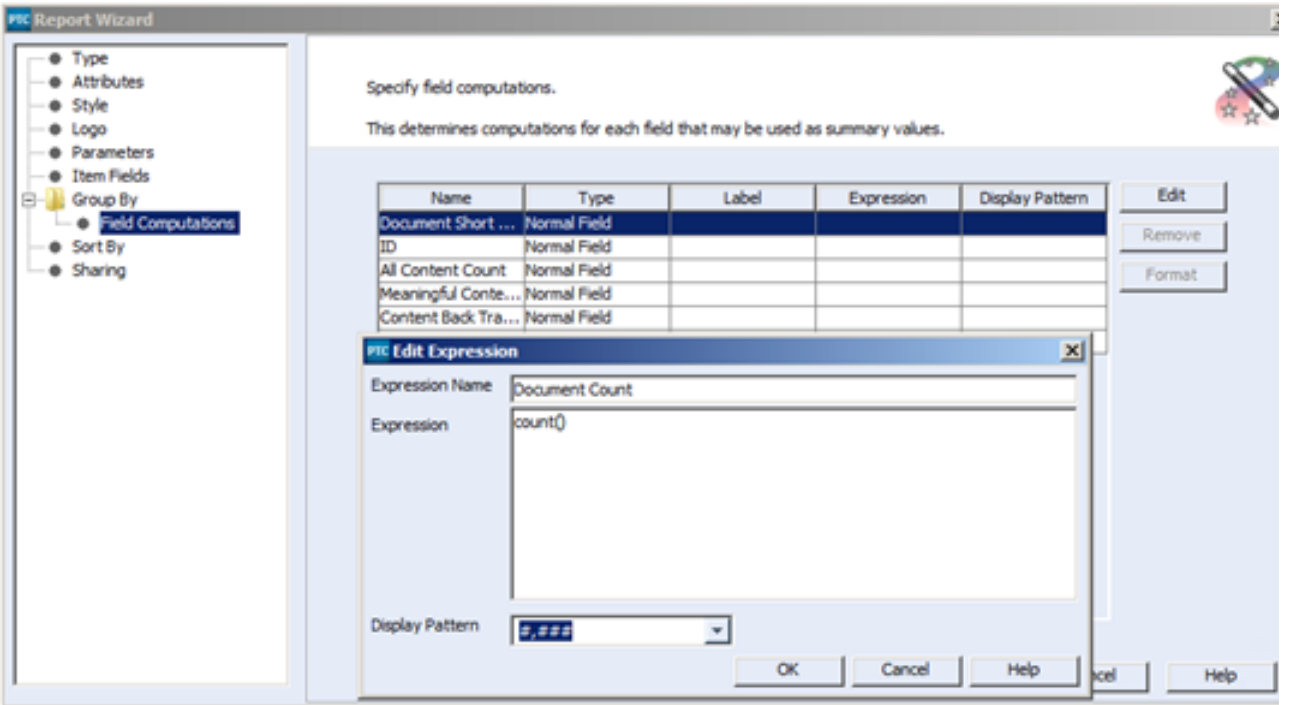 PTC Report Wizard
Type
Attributes
Style
Logo
Parameters
Item Fields
Group By
Field Computations
Sort By
Sharing
Specify field computations.
This determines computations for each field that may be used as summary values.
Name Type Label Expression Display Pattern
Document Short ... Normal Field
ID Normal Field
All Content Count Normal Field
Meaningful Conte... Normal Field
Content Back Tra... Normal Field
Edit
Remove
Format
PTC Edit Expression
Expression Name Document Count
Expression count()
Display Pattern #,###
OK Cancel Help
ncel Help